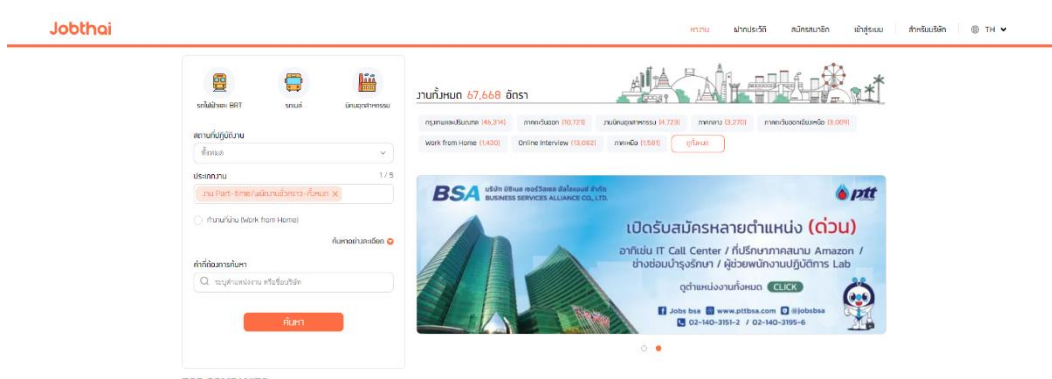 Jobthai
หางาน ฝากประวัติ สมัครสมาชิก เข้าสู่ระบบ สำหรับบริษัท TH
รถไฟฟ้าและ BRT รถเมล์ นิคมอุตสาหกรรม
สถานที่ปฏิบัติงาน
ทั้งหมด
ประเภทงาน 1/5
งาน Part-time/พนักงานชั่วคราว-ทั้งหมด ×
ทำงานที่บ้าน (Work from Home)
ค้นหาอย่างละเอียด
คำที่ต้องการค้นหา
ระบุตำแหน่งงาน หรือชื่อบริษัท
ค้นหา
งานทั้งหมด 67,668 อัตรา
กรุงเทพและปริมณฑล (46,314) ภาคตะวันออก (10,723) งานนิคมอุตสาหกรรม (4,723) ภาคกลาง (3,270) ภาคตะวันออกเฉียงเหนือ (3,009)
Work from Home (1,430) Online Interview (13,082) ภาคเหนือ (1,581) ดูทั้งหมด
BSA บริษัท บิซิเนส เซอร์วิสเซส อัลไลแอนซ์ จำกัด
BUSINESS SERVICES ALLIANCE CO., LTD.
ptt
เปิดรับสมัครหลายตำแหน่ง (ด่วน)
อาทิเช่น IT Call Center / ที่ปรึกษาภาคสนาม Amazon /
ช่างซ่อมบำรุงรักษา / ผู้ช่วยพนักงานปฏิบัติการ Lab
ดูตำแหน่งงานทั้งหมด CLICK
Jobs bsa www.pttbsa.com @jobsbsa
02-140-3151-2 / 02-140-3195-6